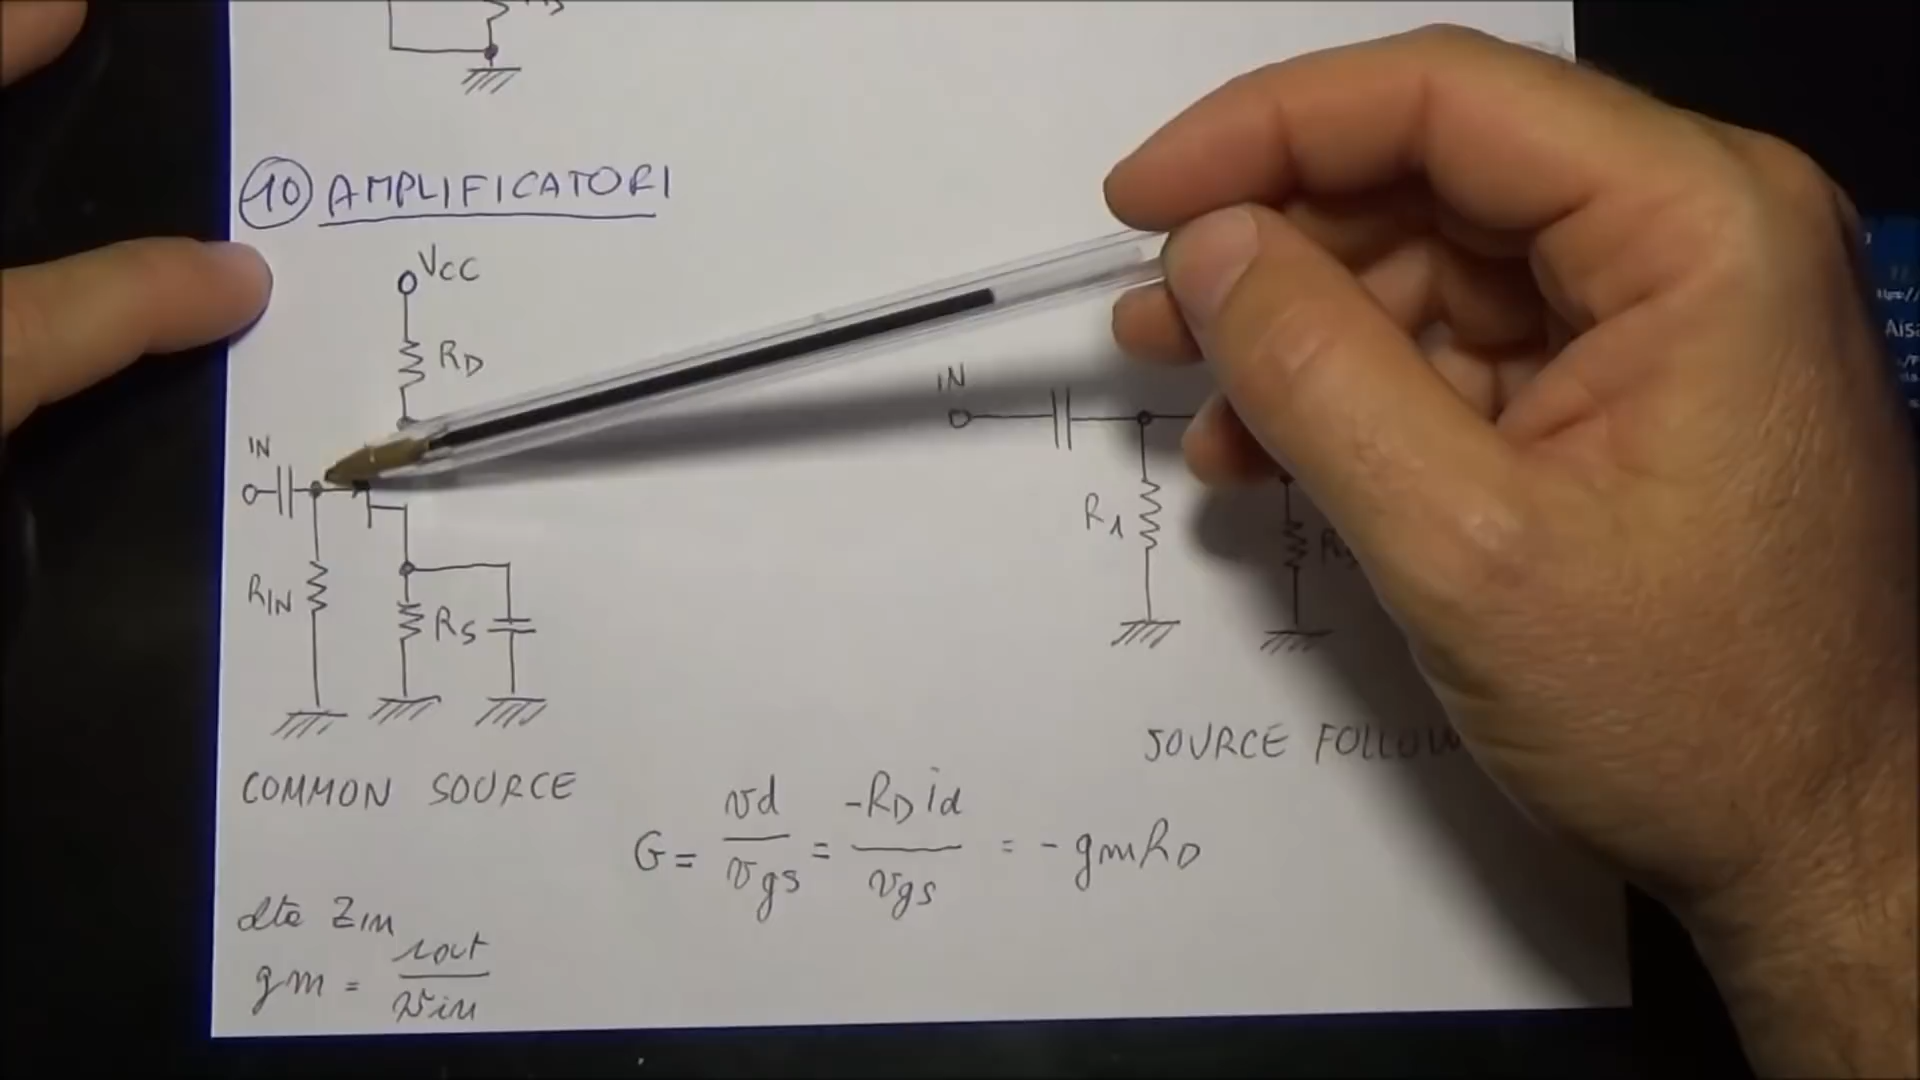 10 AMPLIFICATORI
VCC
RD
IN
RIN
RS
COMMON SOURCE
IN
R1
SOURCE FOLLOW
G = vd / vgs = -RD id / vgs = - gm RD
alta ZIN
gm = iout / vin